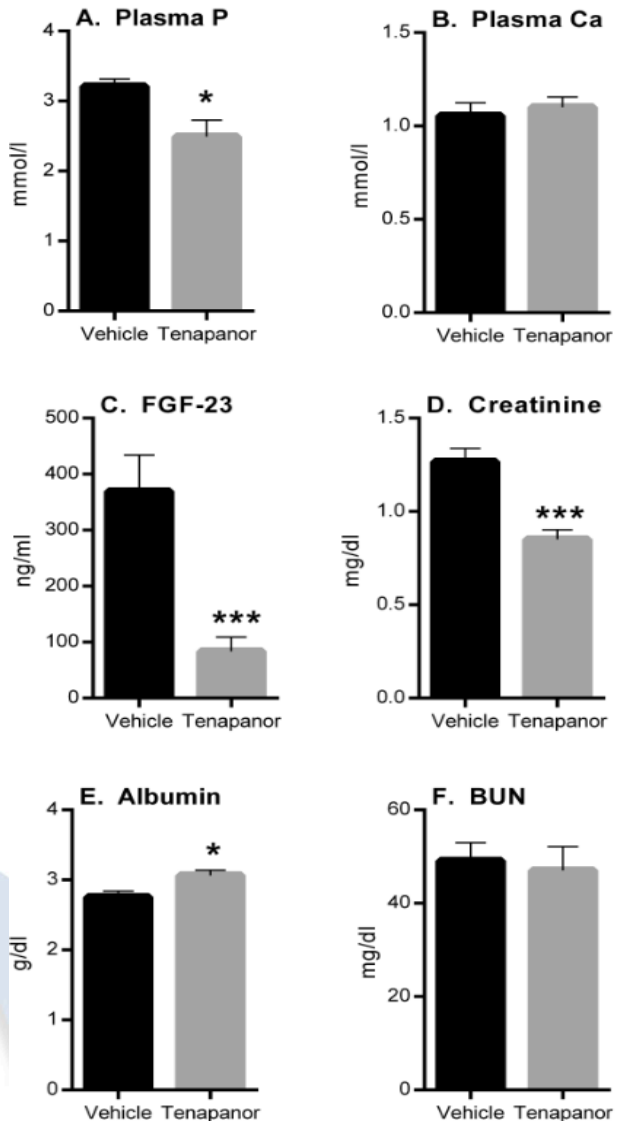 A. Plasma P
4
3
2
1
0
mmol/l
*
Vehicle Tenapanor
B. Plasma Ca
1.5
1.0
0.5
0.0
mmol/l
Vehicle Tenapanor
C. FGF-23
500
400
300
200
100
0
ng/ml
***
Vehicle Tenapanor
D. Creatinine
1.5
1.0
0.5
0.0
mg/dl
***
Vehicle Tenapanor
E. Albumin
4
3
2
1
0
g/dl
*
Vehicle Tenapanor
F. BUN
60
40
20
0
mg/dl
Vehicle Tenapanor